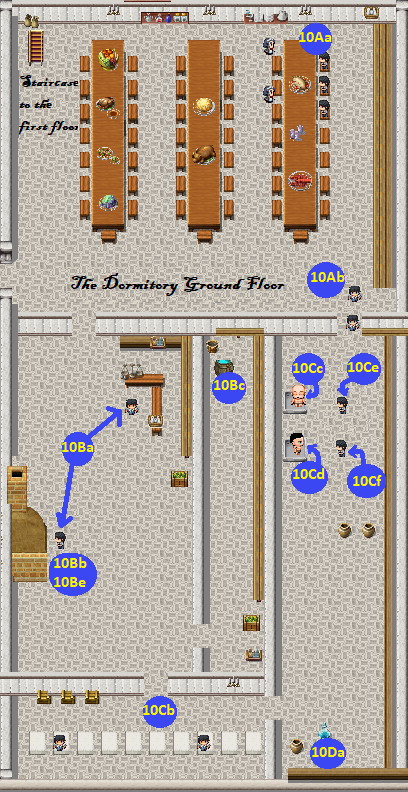 10Aa
Staircase
to the
first floor
10Ab
The Dormitory Ground Floor
10Cc
10Ce
10Bc
10Ba
10Cd
10Cf
10Bb
10Be
10Cb
10Da